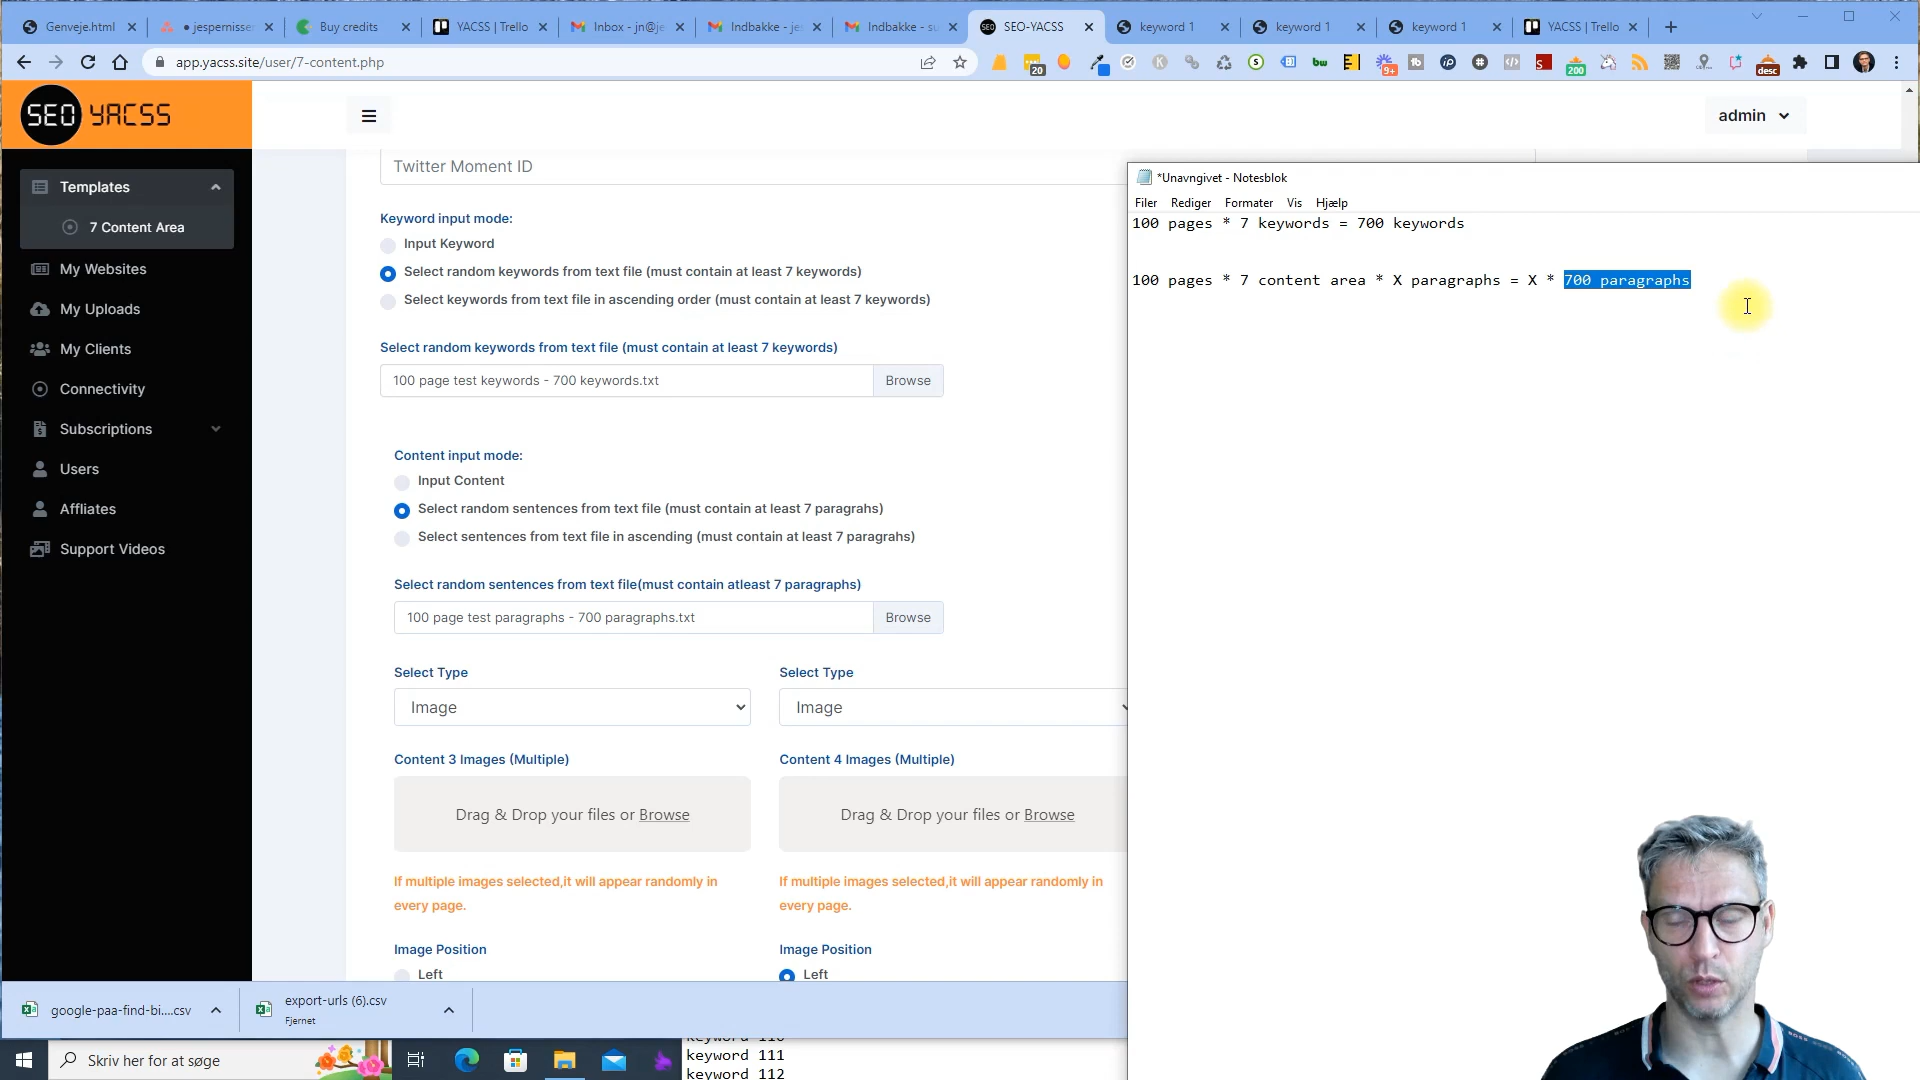 Genveje.html
jespernisser
Buy credits
YACSS | Trello
Inbox - jn@je
Indbakke - jes
Indbakke - su
SEO-YACSS
keyword 1
keyword 1
keyword 1
YACSS | Trello
app.yacss.site/user/7-content.php
20
9+
200
desc
SEO YACSS
admin
Templates
7 Content Area
My Websites
My Uploads
My Clients
Connectivity
Subscriptions
Users
Affliates
Support Videos
Twitter Moment ID
Keyword input mode:
Input Keyword
Select random keywords from text file (must contain at least 7 keywords)
Select keywords from text file in ascending order (must contain at least 7 keywords)
Select random keywords from text file (must contain at least 7 keywords)
100 page test keywords - 700 keywords.txt
Browse
Content input mode:
Input Content
Select random sentences from text file (must contain at least 7 paragrahs)
Select sentences from text file in ascending (must contain at least 7 paragrahs)
Select random sentences from text file(must contain atleast 7 paragraphs)
100 page test paragraphs - 700 paragraphs.txt
Browse
Select Type
Select Type
Image
Image
Content 3 Images (Multiple)
Content 4 Images (Multiple)
Drag & Drop your files or Browse
Drag & Drop your files or Browse
If multiple images selected,it will appear randomly in
every page.
If multiple images selected,it will appear randomly in
every page.
Image Position
Image Position
Left
Left
*Unavngivet - Notesblok
Filer Rediger Formater Vis Hjælp
100 pages * 7 keywords = 700 keywords
100 pages * 7 content area * X paragraphs = X * 700 paragraphs
google-paa-find-bi....csv
export-urls (6).csv
Fjernet
Skriv her for at søge
keyword 110
keyword 111
keyword 112